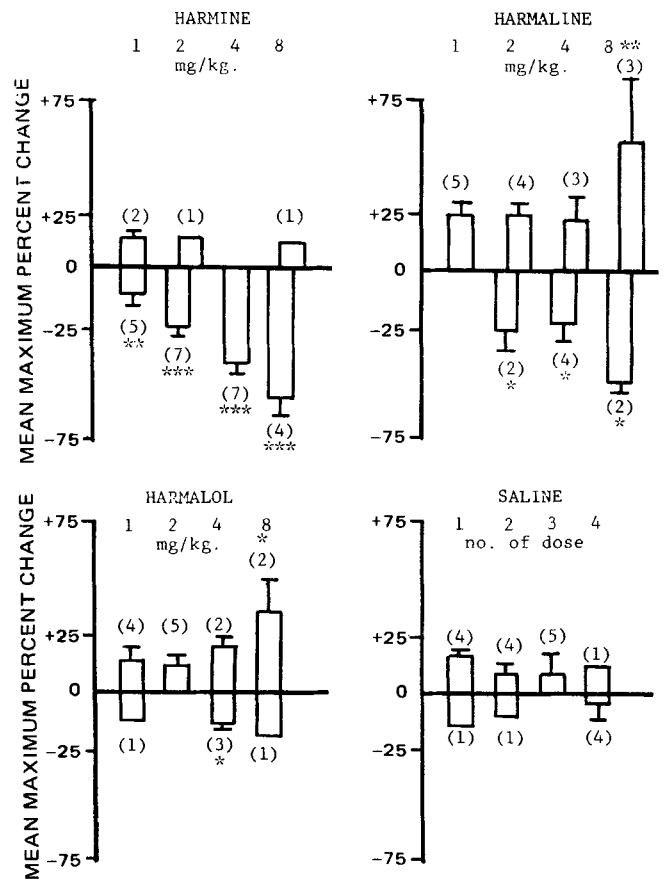 HARMINE
1 2 4 8
mg/kg.
MEAN MAXIMUM PERCENT CHANGE
+75
+25
0
-25
-75
(2) (1) (1)
(5) (7) (7) (4)
** *** *** ***
HARMALINE
1 2 4 8 **
mg/kg. (3)
+75
+25
0
-25
-75
(5) (4) (3)
(2) (4) (2)
* * *
HARMALOL
1 2 4 8
mg/kg. *
MEAN MAXIMUM PERCENT CHANGE
+75
+25
0
-25
-75
(4) (5) (2) (2)
(1) (3) (1)
*
SALINE
1 2 3 4
no. of dose
+75
+25
0
-25
-75
(4) (4) (5) (1)
(1) (1) (4)